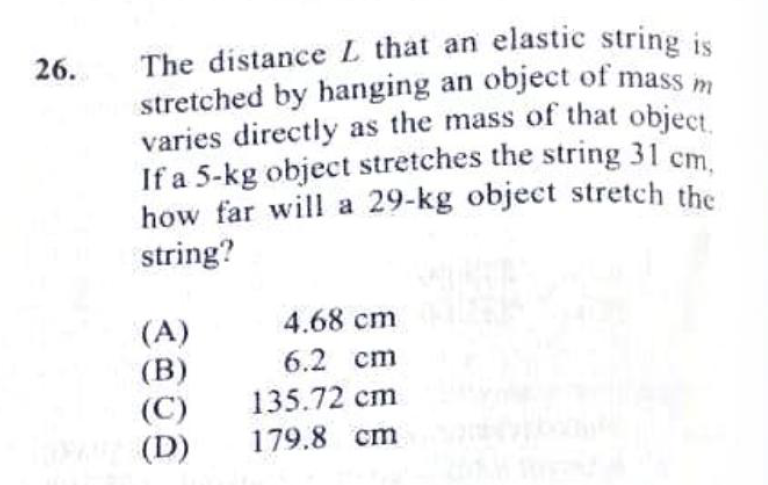 26. The distance L that an elastic string is
stretched by hanging an object of mass m
varies directly as the mass of that object.
If a 5-kg object stretches the string 31 cm,
how far will a 29-kg object stretch the
string?
(A) 4.68 cm
(B) 6.2 cm
(C) 135.72 cm
(D) 179.8 cm